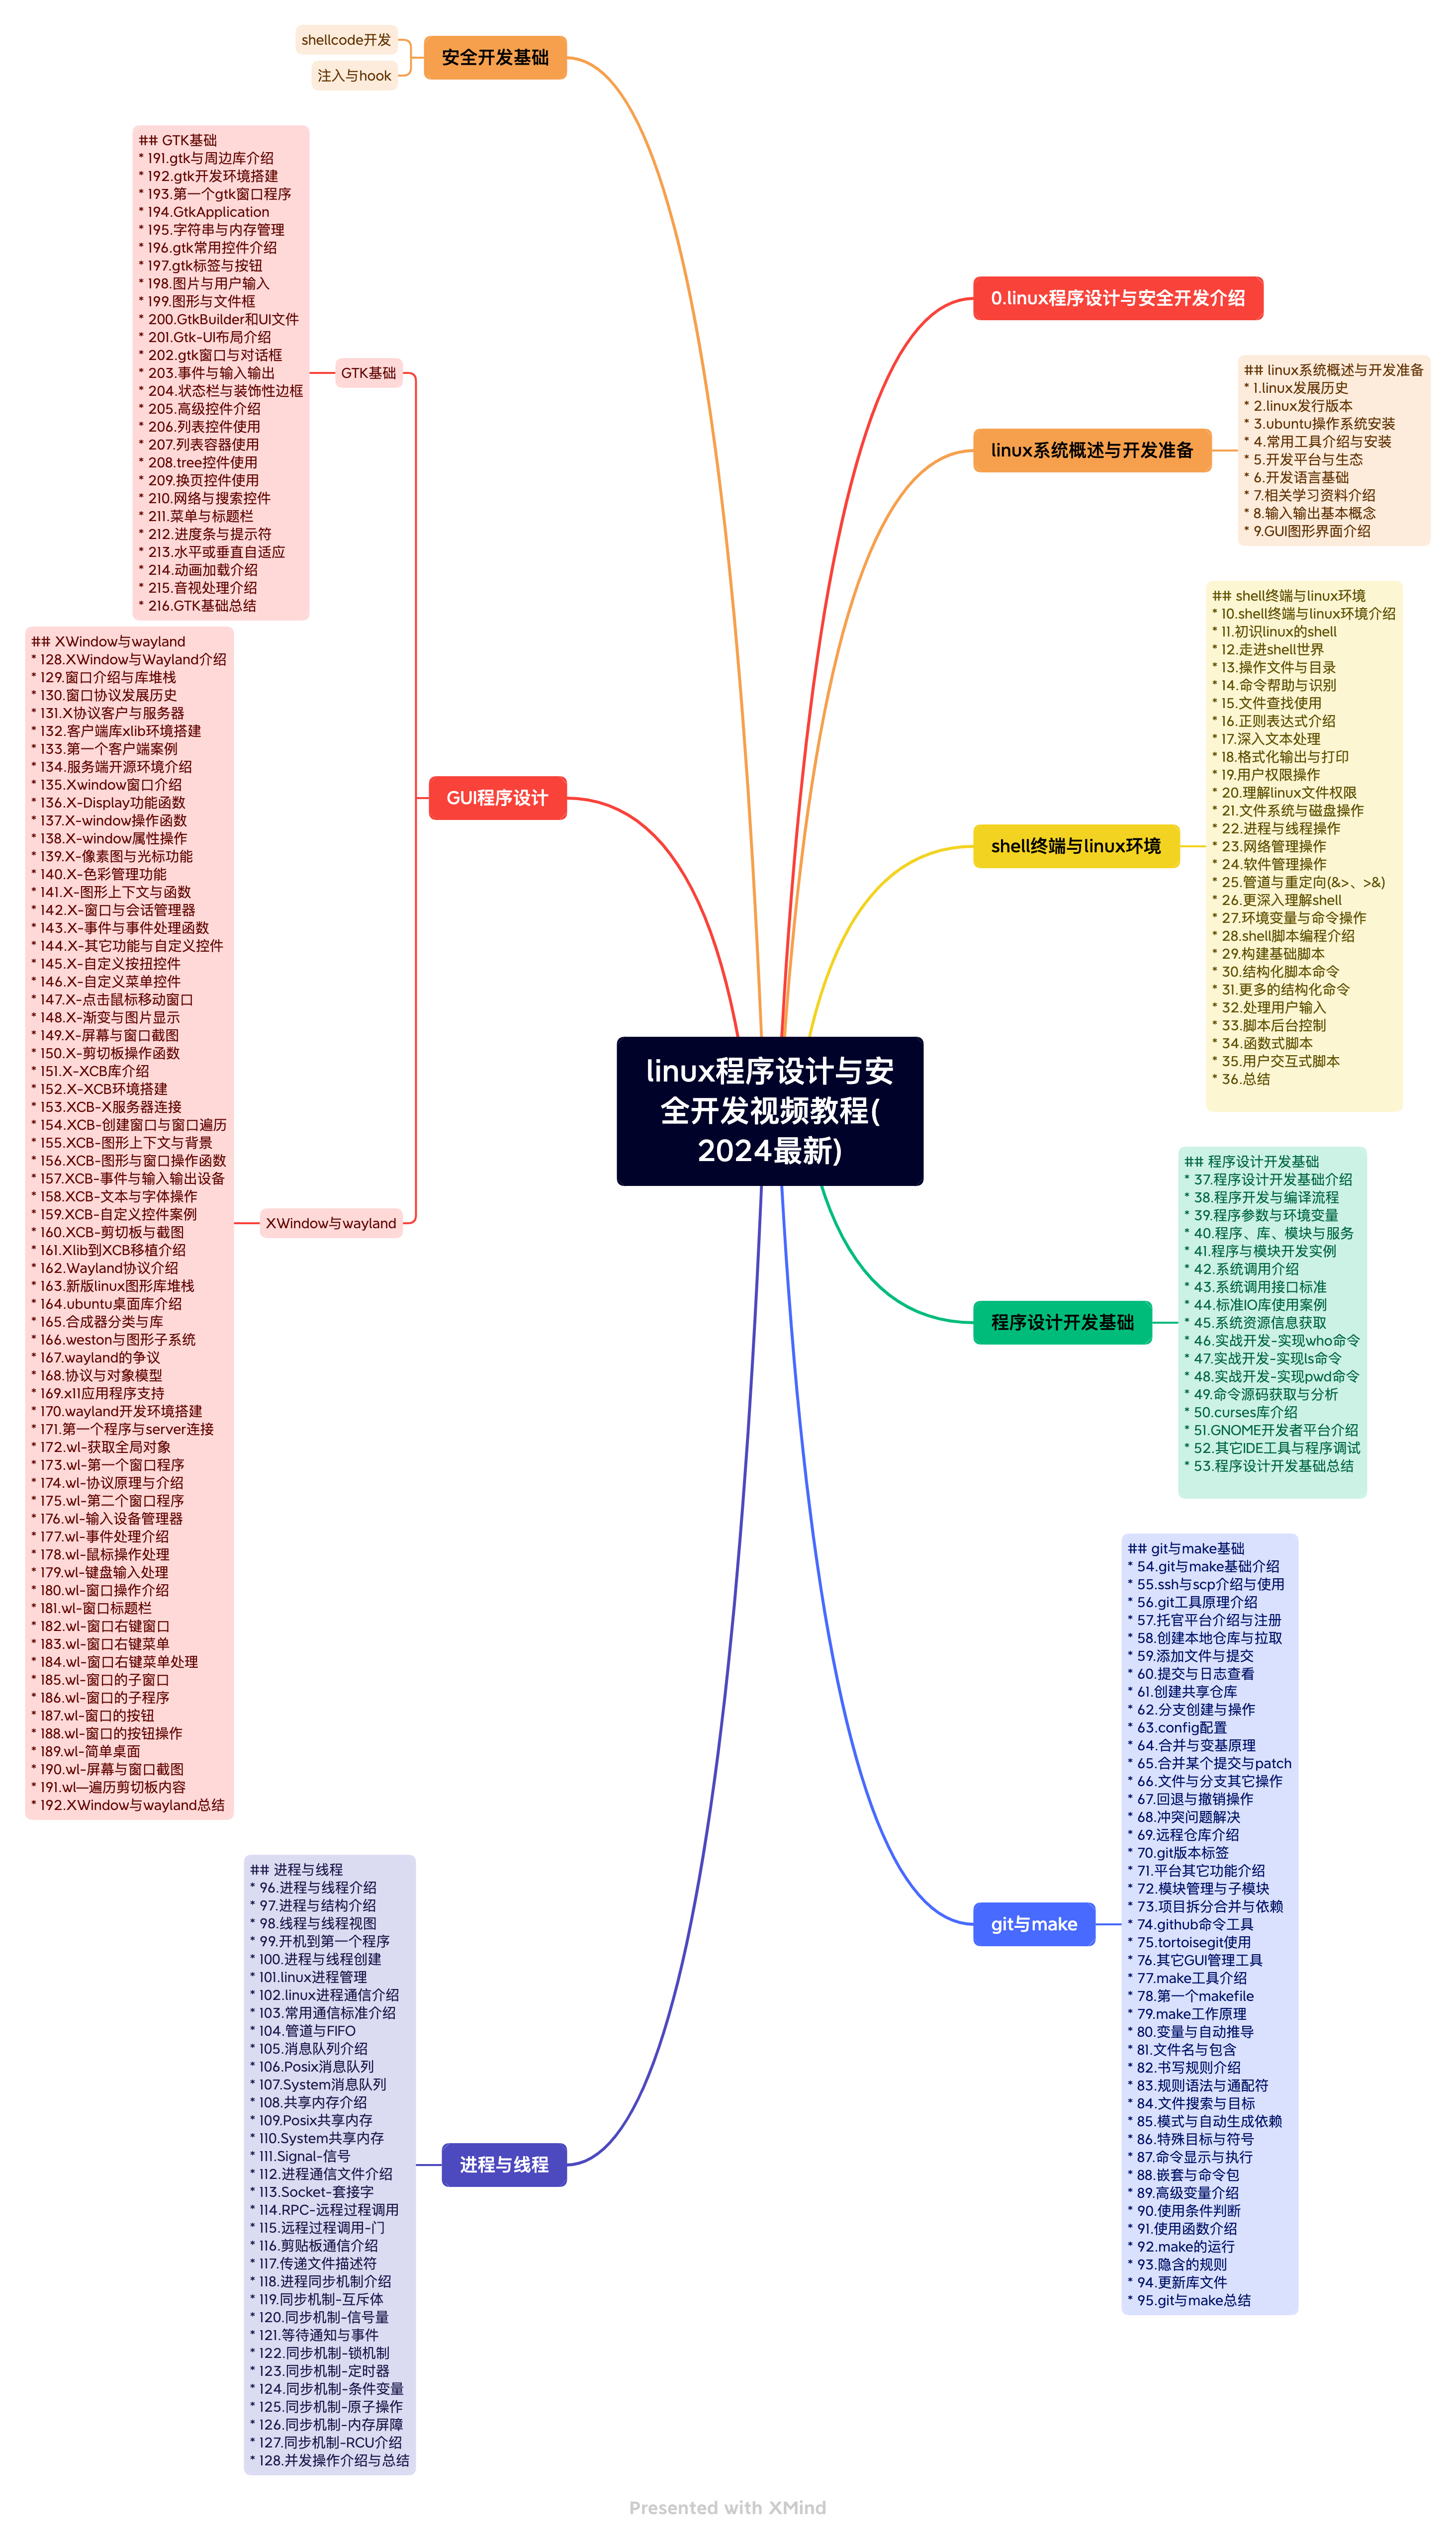 linux程序设计与安
全开发视频教程(
2024最新)
0.linux程序设计与安全开发介绍
linux系统概述与开发准备
## linux系统概述与开发准备
* 1.linux发展历史
* 2.linux发行版本
* 3.ubuntu操作系统安装
* 4.常用工具介绍与安装
* 5.开发平台与生态
* 6.开发语言基础
* 7.相关学习资料介绍
* 8.输入输出基本概念
* 9.GUI图形界面介绍
shell终端与linux环境
## shell终端与linux环境
* 10.shell终端与linux环境介绍
* 11.初识linux的shell
* 12.走进shell世界
* 13.操作文件与目录
* 14.命令帮助与识别
* 15.文件查找使用
* 16.正则表达式介绍
* 17.深入文本处理
* 18.格式化输出与打印
* 19.用户权限操作
* 20.理解linux文件权限
* 21.文件系统与磁盘操作
* 22.进程与线程操作
* 23.网络管理操作
* 24.软件管理操作
* 25.管道与重定向(&>、>&)
* 26.更深入理解shell
* 27.环境变量与命令操作
* 28.shell脚本编程介绍
* 29.构建基础脚本
* 30.结构化脚本命令
* 31.更多的结构化命令
* 32.处理用户输入
* 33.脚本后台控制
* 34.函数式脚本
* 35.用户交互式脚本
* 36.总结
程序设计开发基础
## 程序设计开发基础
* 37.程序设计开发基础介绍
* 38.程序开发与编译流程
* 39.程序参数与环境变量
* 40.程序、库、模块与服务
* 41.程序与模块开发实例
* 42.系统调用介绍
* 43.系统调用接口标准
* 44.标准IO库使用案例
* 45.系统资源信息获取
* 46.实战开发-实现who命令
* 47.实战开发-实现ls命令
* 48.实战开发-实现pwd命令
* 49.命令源码获取与分析
* 50.curses库介绍
* 51.GNOME开发者平台介绍
* 52.其它IDE工具与程序调试
* 53.程序设计开发基础总结
git与make
## git与make基础
* 54.git与make基础介绍
* 55.ssh与scp介绍与使用
* 56.git工具原理介绍
* 57.托官平台介绍与注册
* 58.创建本地仓库与拉取
* 59.添加文件与提交
* 60.提交与日志查看
* 61.创建共享仓库
* 62.分支创建与操作
* 63.config配置
* 64.合并与变基原理
* 65.合并某个提交与patch
* 66.文件与分支其它操作
* 67.回退与撤销操作
* 68.冲突问题解决
* 69.远程仓库介绍
* 70.git版本标签
* 71.平台其它功能介绍
* 72.模块管理与子模块
* 73.项目拆分合并与依赖
* 74.github命令工具
* 75.tortoisegit使用
* 76.其它GUI管理工具
* 77.make工具介绍
* 78.第一个makefile
* 79.make工作原理
* 80.变量与自动推导
* 81.文件名与包含
* 82.书写规则介绍
* 83.规则语法与通配符
* 84.文件搜索与目标
* 85.模式与自动生成依赖
* 86.特殊目标与符号
* 87.命令显示与执行
* 88.嵌套与命令包
* 89.高级变量介绍
* 90.使用条件判断
* 91.使用函数介绍
* 92.make的运行
* 93.隐含的规则
* 94.更新库文件
* 95.git与make总结
安全开发基础
shellcode开发
注入与hook
GUI程序设计
GTK基础
## GTK基础
* 191.gtk与周边库介绍
* 192.gtk开发环境搭建
* 193.第一个gtk窗口程序
* 194.GtkApplication
* 195.字符串与内存管理
* 196.gtk常用控件介绍
* 197.gtk标签与按钮
* 198.图片与用户输入
* 199.图形与文件框
* 200.GtkBuilder和UI文件
* 201.Gtk-UI布局介绍
* 202.gtk窗口与对话框
* 203.事件与输入输出
* 204.状态栏与装饰性边框
* 205.高级控件介绍
* 206.列表控件使用
* 207.列表容器使用
* 208.tree控件使用
* 209.换页控件使用
* 210.网络与搜索控件
* 211.菜单与标题栏
* 212.进度条与提示符
* 213.水平或垂直自适应
* 214.动画加载介绍
* 215.音视处理介绍
* 216.GTK基础总结
XWindow与wayland
## XWindow与wayland
* 128.XWindow与Wayland介绍
* 129.窗口介绍与库堆栈
* 130.窗口协议发展历史
* 131.X协议客户与服务器
* 132.客户端库xlib环境搭建
* 133.第一个客户端案例
* 134.服务端开源环境介绍
* 135.Xwindow窗口介绍
* 136.X-Display功能函数
* 137.X-window操作函数
* 138.X-window属性操作
* 139.X-像素图与光标功能
* 140.X-色彩管理功能
* 141.X-图形上下文与函数
* 142.X-窗口与会话管理器
* 143.X-事件与事件处理函数
* 144.X-其它功能与自定义控件
* 145.X-自定义按扭控件
* 146.X-自定义菜单控件
* 147.X-点击鼠标移动窗口
* 148.X-渐变与图片显示
* 149.X-屏幕与窗口截图
* 150.X-剪切板操作函数
* 151.X-XCB库介绍
* 152.X-XCB环境搭建
* 153.XCB-X服务器连接
* 154.XCB-创建窗口与窗口遍历
* 155.XCB-图形上下文与背景
* 156.XCB-图形与窗口操作函数
* 157.XCB-事件与输入输出设备
* 158.XCB-文本与字体操作
* 159.XCB-自定义控件案例
* 160.XCB-剪切板与截图
* 161.Xlib到XCB移植介绍
* 162.Wayland协议介绍
* 163.新版linux图形库堆栈
* 164.ubuntu桌面库介绍
* 165.合成器分类与库
* 166.weston与图形子系统
* 167.wayland的争议
* 168.协议与对象模型
* 169.x11应用程序支持
* 170.wayland开发环境搭建
* 171.第一个程序与server连接
* 172.wl-获取全局对象
* 173.wl-第一个窗口程序
* 174.wl-协议原理与介绍
* 175.wl-第二个窗口程序
* 176.wl-输入设备管理器
* 177.wl-事件处理介绍
* 178.wl-鼠标操作处理
* 179.wl-键盘输入处理
* 180.wl-窗口操作介绍
* 181.wl-窗口标题栏
* 182.wl-窗口右键窗口
* 183.wl-窗口右键菜单
* 184.wl-窗口右键菜单处理
* 185.wl-窗口的子窗口
* 186.wl-窗口的子程序
* 187.wl-窗口的按钮
* 188.wl-窗口的按钮操作
* 189.wl-简单桌面
* 190.wl-屏幕与窗口截图
* 191.wl—遍历剪切板内容
* 192.XWindow与wayland总结
进程与线程
## 进程与线程
* 96.进程与线程介绍
* 97.进程与结构介绍
* 98.线程与线程视图
* 99.开机到第一个程序
* 100.进程与线程创建
* 101.linux进程管理
* 102.linux进程通信介绍
* 103.常用通信标准介绍
* 104.管道与FIFO
* 105.消息队列介绍
* 106.Posix消息队列
* 107.System消息队列
* 108.共享内存介绍
* 109.Posix共享内存
* 110.System共享内存
* 111.Signal-信号
* 112.进程通信文件介绍
* 113.Socket-套接字
* 114.RPC-远程过程调用
* 115.远程过程调用-门
* 116.剪贴板通信介绍
* 117.传递文件描述符
* 118.进程同步机制介绍
* 119.同步机制-互斥体
* 120.同步机制-信号量
* 121.等待通知与事件
* 122.同步机制-锁机制
* 123.同步机制-定时器
* 124.同步机制-条件变量
* 125.同步机制-原子操作
* 126.同步机制-内存屏障
* 127.同步机制-RCU介绍
* 128.并发操作介绍与总结
Presented with XMind